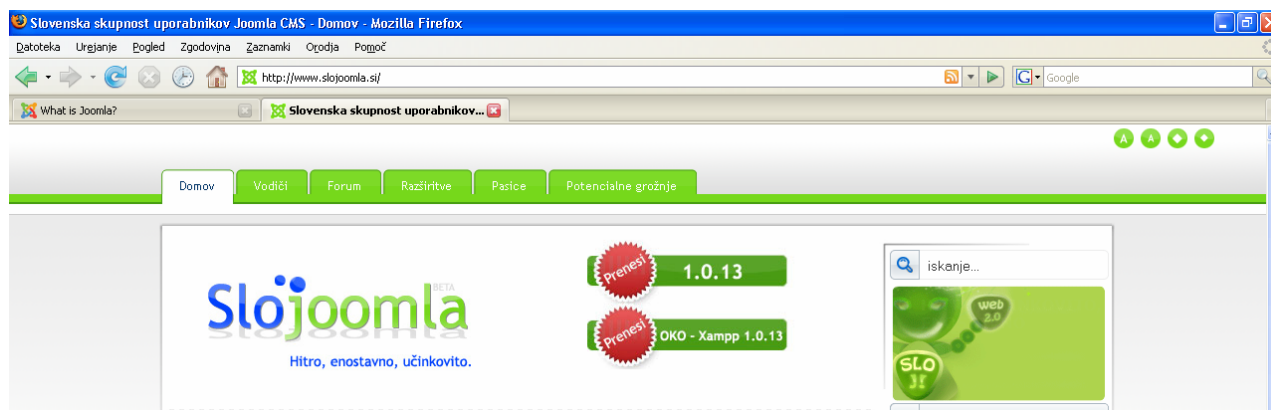 Slovenska skupnost uporabnikov Joomla CMS - Domov - Mozilla Firefox
Datoteka Urejanje Pogled Zgodovina Zaznamki Orodja Pomoč
http://www.slojoomla.si/ G Google
What is Joomla? Slovenska skupnost uporabnikov...
A A
Domov Vodiči Forum Razširitve Pasice Potencialne grožnje
Prenesi 1.0.13
iskanje...
BETA
Slojoomla
web
2.0
Prenesi OKO - Xampp 1.0.13
Hitro, enostavno, učinkovito.
SLO
J!